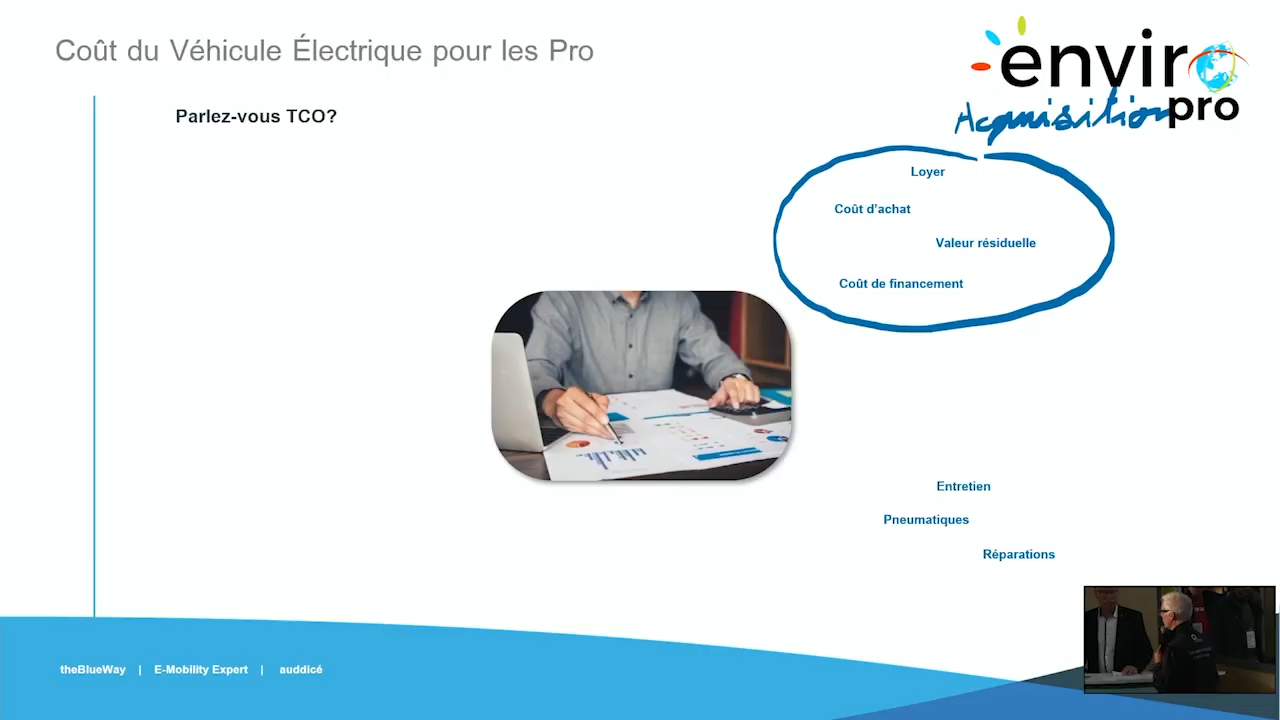 Coût du Véhicule Électrique pour les Pro
enviro
pro
Acquisition
Parlez-vous TCO?
Loyer
Coût d'achat
Valeur résiduelle
Coût de financement
Entretien
Pneumatiques
Réparations
theBlueWay | E-Mobility Expert | auddicé